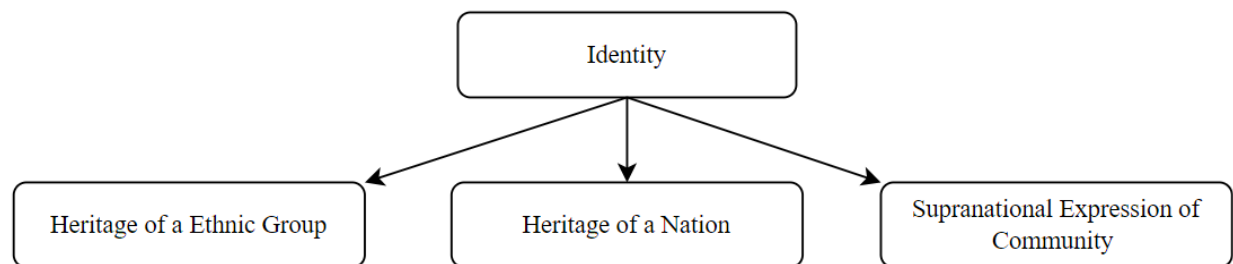 Identity
Heritage of a Ethnic Group
Heritage of a Nation
Supranational Expression of
Community